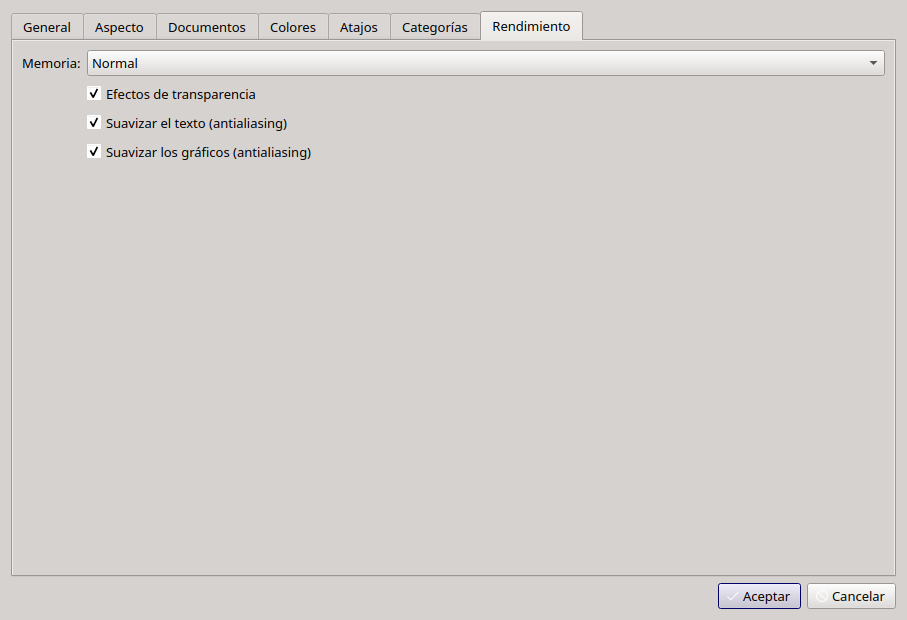 General Aspecto Documentos Colores Atajos Categorías Rendimiento
Memoria: Normal
Efectos de transparencia
Suavizar el texto (antialiasing)
Suavizar los gráficos (antialiasing)
Aceptar Cancelar